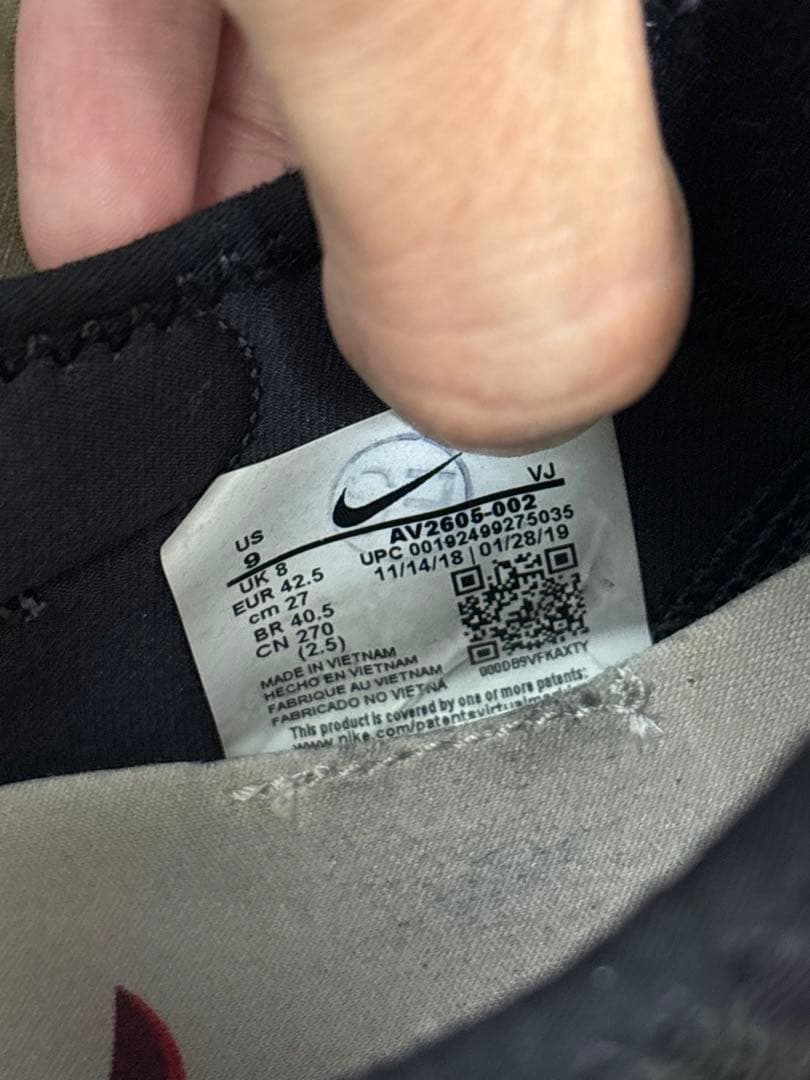 VJ
AV2605-002
UPC 00192499275035
11/14/18 | 01/28/19
US
9
UK 8
EUR 42.5
cm 27
BR 40.5
CN 270
(2.5)
000DB9VFKAXTY
MADE IN VIETNAM
HECHO EN VIETNAM
FABRIQUE AU VIETNAM
FABRICADO NO VIETNÃ
This product is covered by one or more patents: